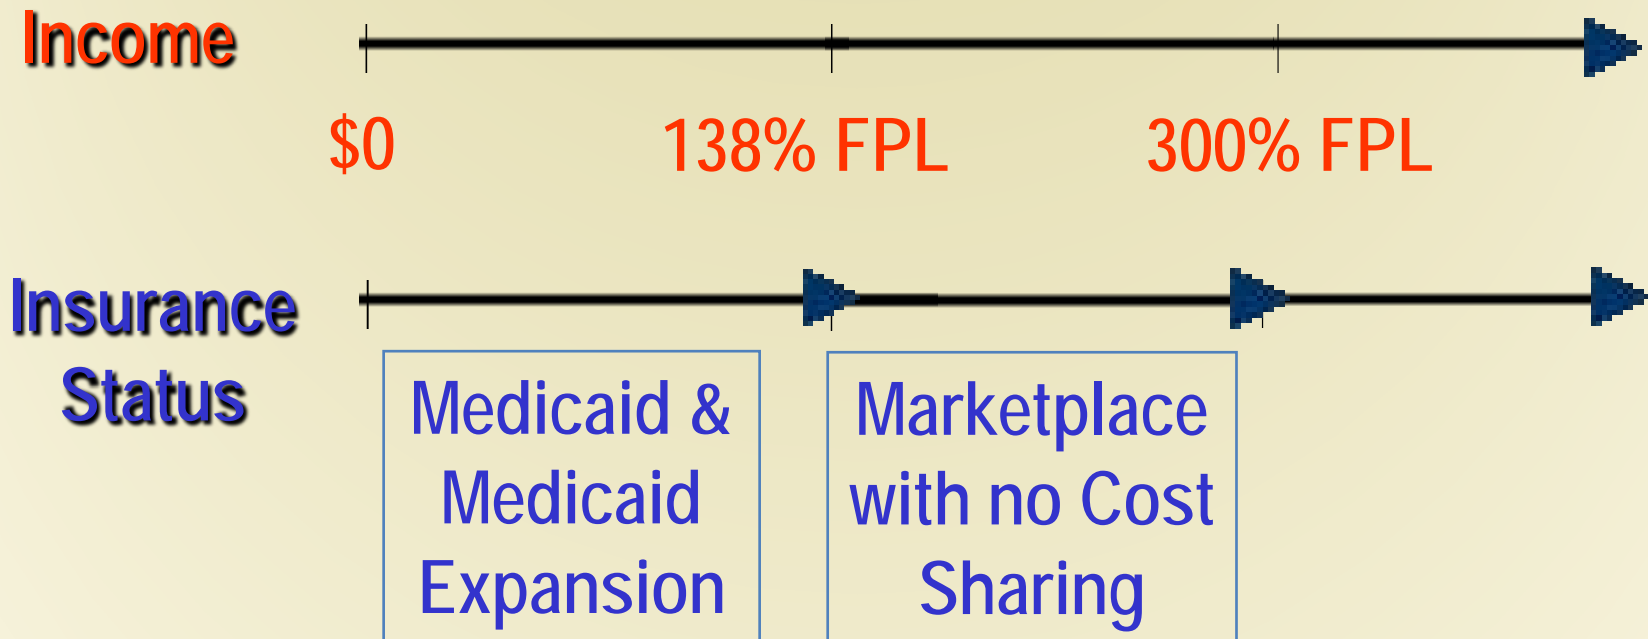 Income
$0 138% FPL 300% FPL
Insurance
Status
Medicaid &
Medicaid
Expansion
Marketplace
with no Cost
Sharing